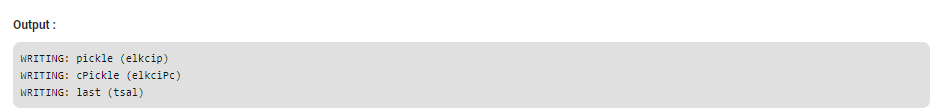 Output :
WRITING: pickle (elkcip)
WRITING: cPickle (elkciPc)
WRITING: last (tsal)